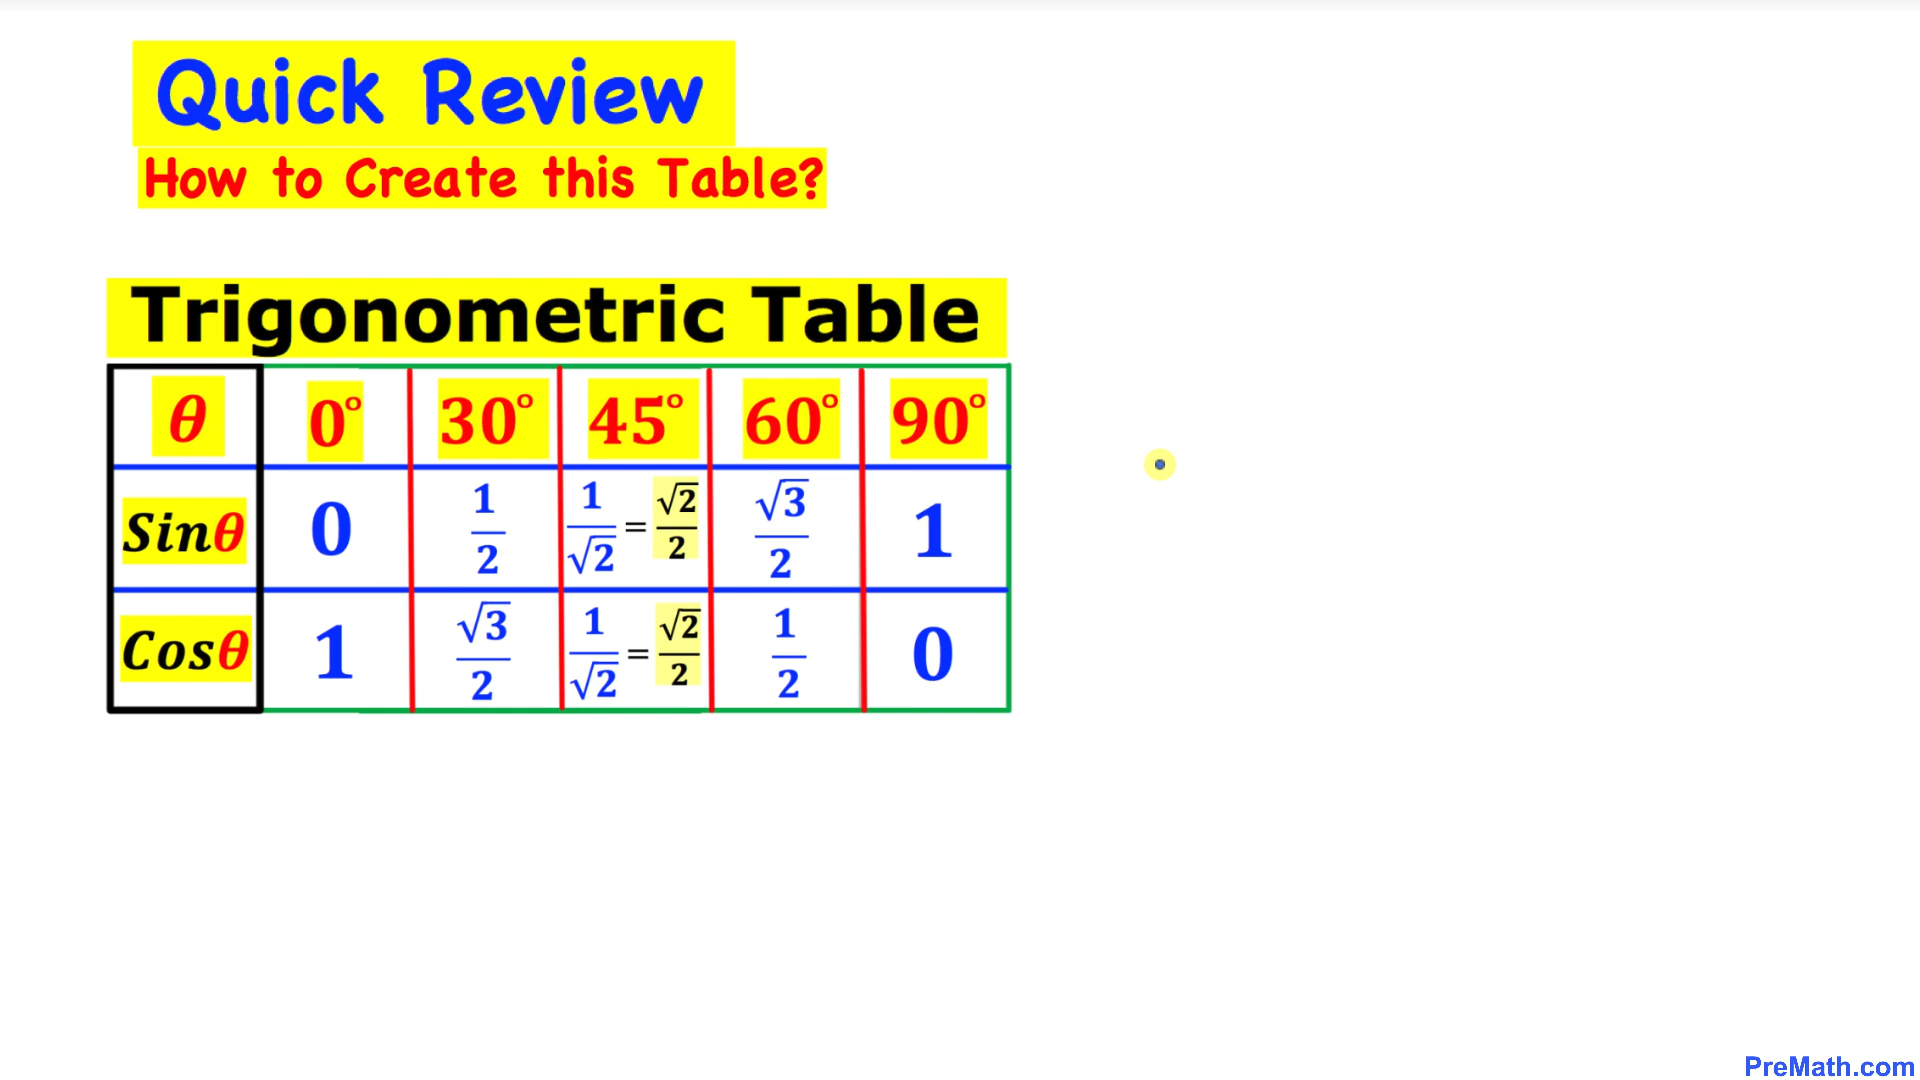 Quick Review
How to Create this Table?
Trigonometric Table
θ 0° 30° 45° 60° 90°
Sinθ 0 1/2 1/√2 = √2/2 √3/2 1
Cosθ 1 √3/2 1/√2 = √2/2 1/2 0
PreMath.com